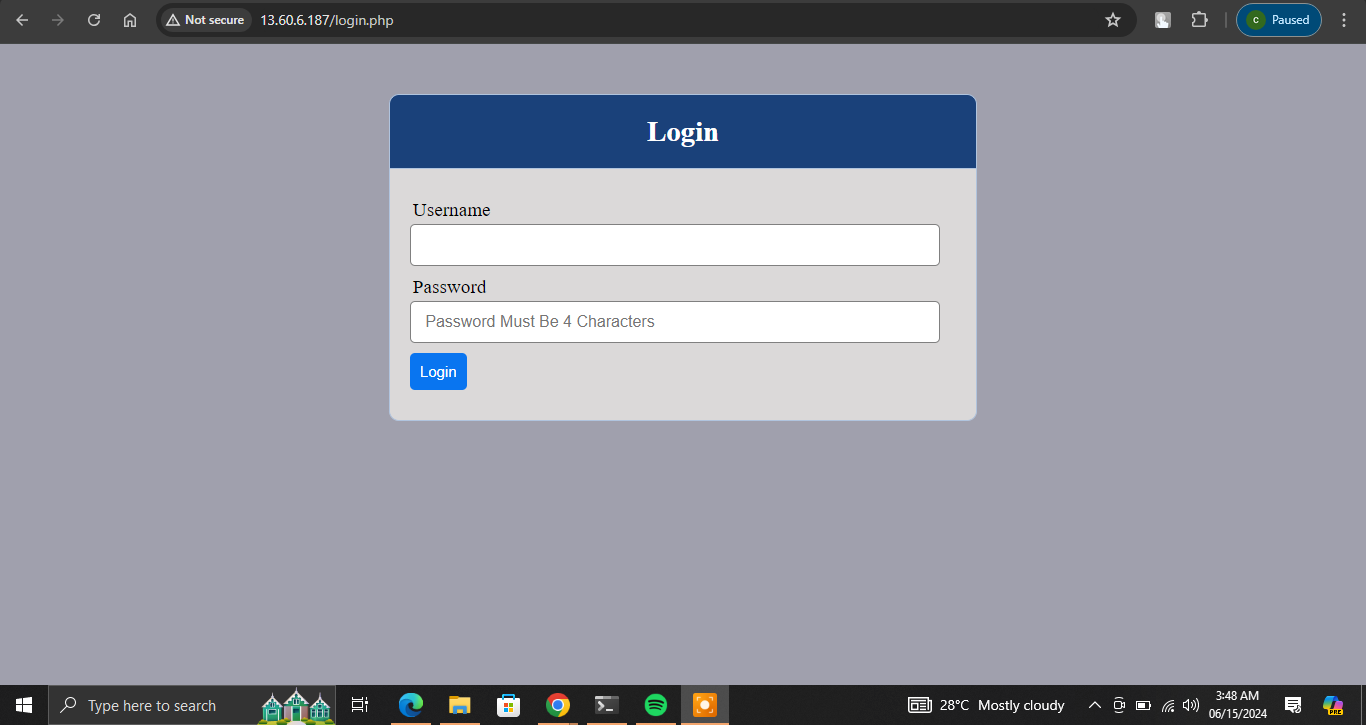 Not secure 13.60.6.187/login.php
C Paused
Login
Username
Password
Password Must Be 4 Characters
Login
Type here to search
28°C Mostly cloudy
3:48 AM
06/15/2024
PRE